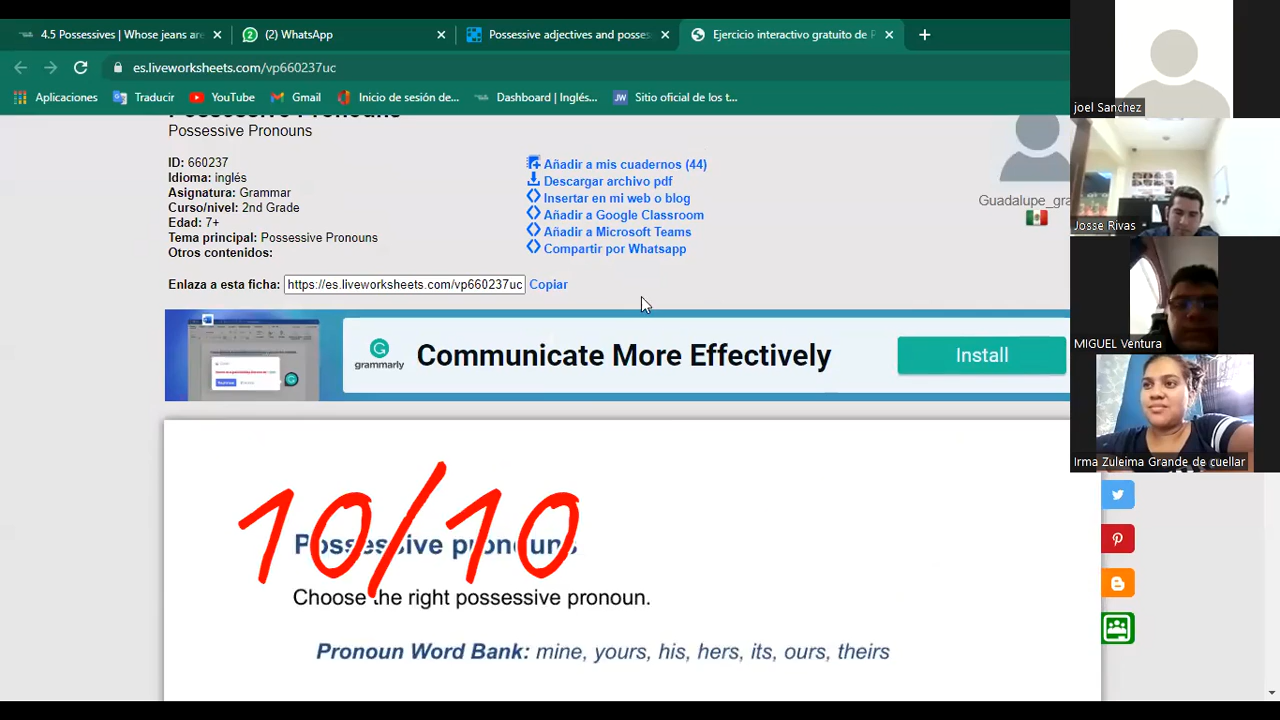 4.5 Possessives | Whose jeans are
(2) WhatsApp
Possessive adjectives and posses
Ejercicio interactivo gratuito de P
es.liveworksheets.com/vp660237uc
Aplicaciones
Traducir
YouTube
Gmail
Inicio de sesión de...
Dashboard | Inglés...
Sitio oficial de los t...
Possessive Pronouns
Possessive Pronouns
ID: 660237
Idioma: inglés
Asignatura: Grammar
Curso/nivel: 2nd Grade
Edad: 7+
Tema principal: Possessive Pronouns
Otros contenidos:
Añadir a mis cuadernos (44)
Descargar archivo pdf
Insertar en mi web o blog
Añadir a Google Classroom
Añadir a Microsoft Teams
Compartir por Whatsapp
Guadalupe_gra
Enlaza a esta ficha: https://es.liveworksheets.com/vp660237uc Copiar
grammarly
Communicate More Effectively
Install
10/10
Possessive pronouns
Choose the right possessive pronoun.
Pronoun Word Bank: mine, yours, his, hers, its, ours, theirs
joel Sanchez
Josse Rivas
MIGUEL Ventura
Irma Zuleima Grande de cuellar